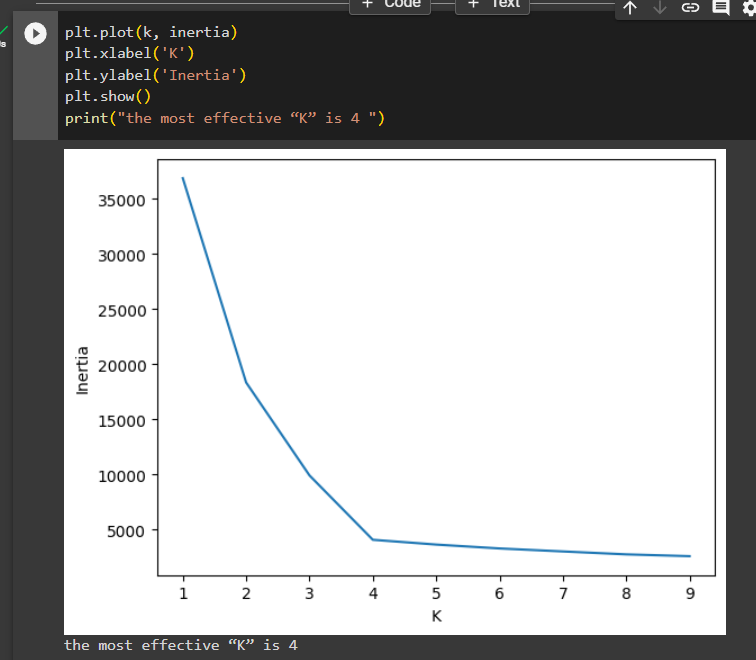 + Code + Text
s
plt.plot(k, inertia)
plt.xlabel('K')
plt.ylabel('Inertia')
plt.show()
print("the most effective “K” is 4 ")
35000
30000
25000
20000
15000
10000
5000
Inertia
1 2 3 4 5 6 7 8 9
K
the most effective “K” is 4